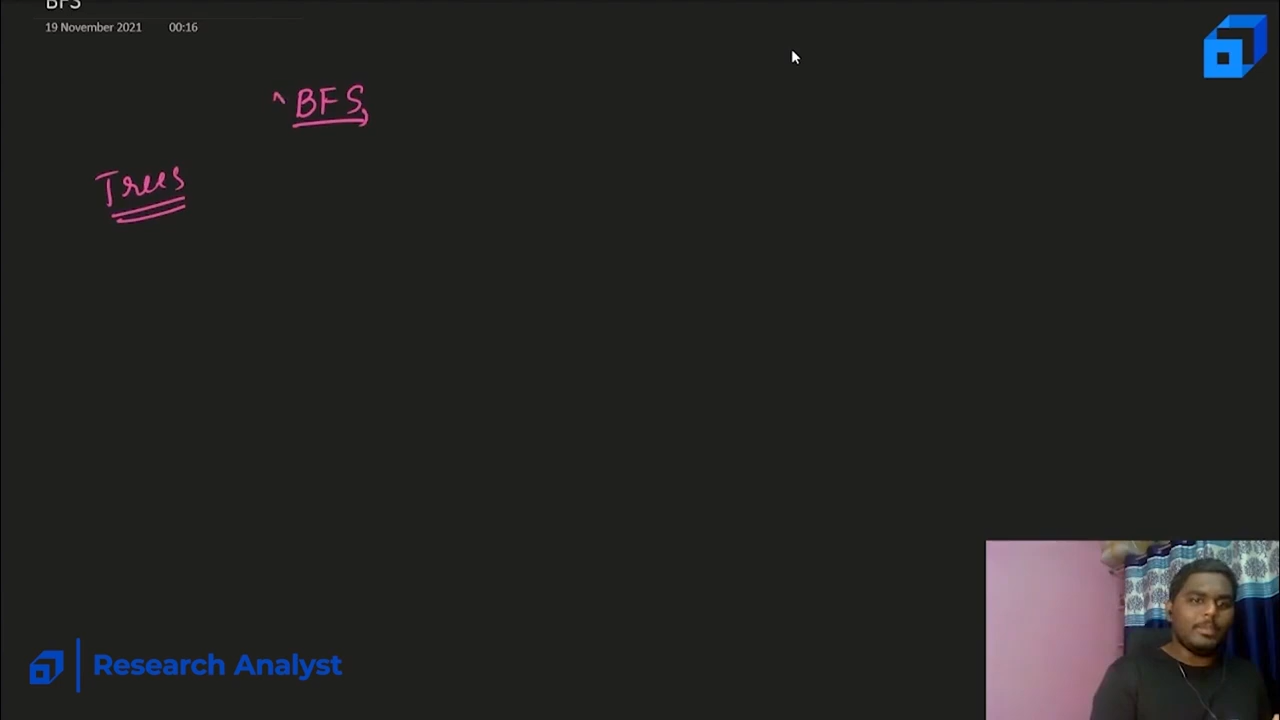 BFS
19 November 2021 00:16
BFS,
Trees
Research Analyst